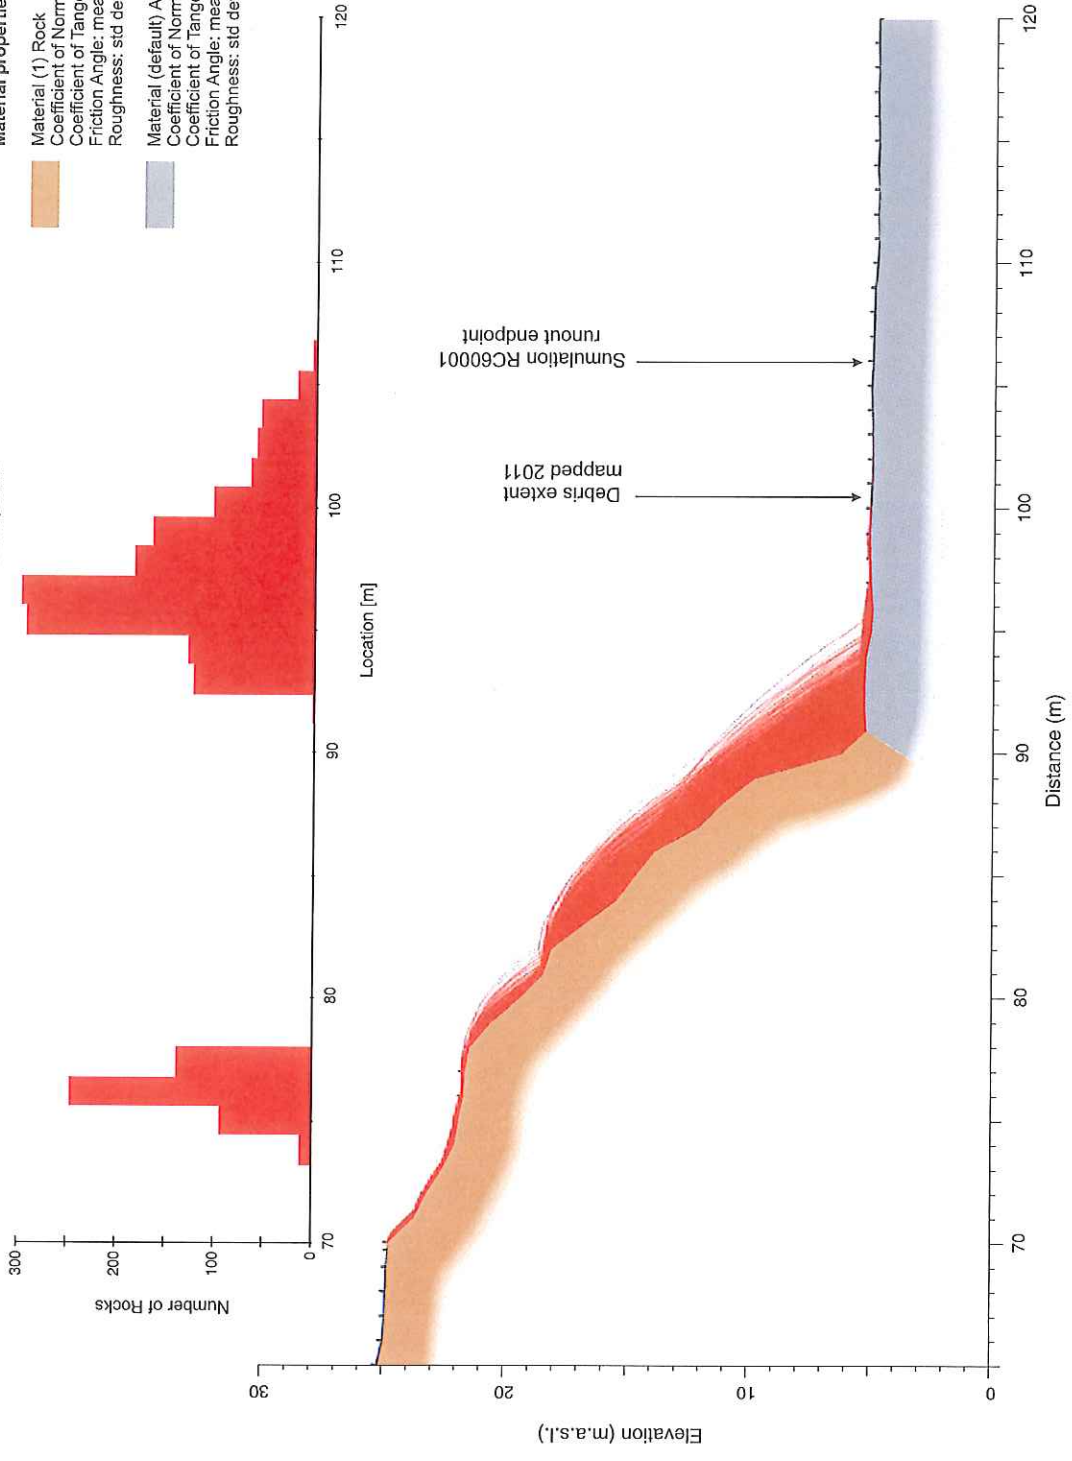 Material propertie
Material (1) Rock
Coefficient of Norm
Coefficient of Tang
Friction Angle: mea
Roughness: std de
Material (default) A
Coefficient of Norm
Coefficient of Tang
Friction Angle: mea
Roughness: std de
Number of Rocks
300
200
100
0
70
80
90
100
110
120
Location [m]
Debris extent
mapped 2011
Sumulation RC60001
runout endpoint
Elevation (m.a.s.l.)
30
20
10
0
70
80
90
100
110
120
Distance (m)